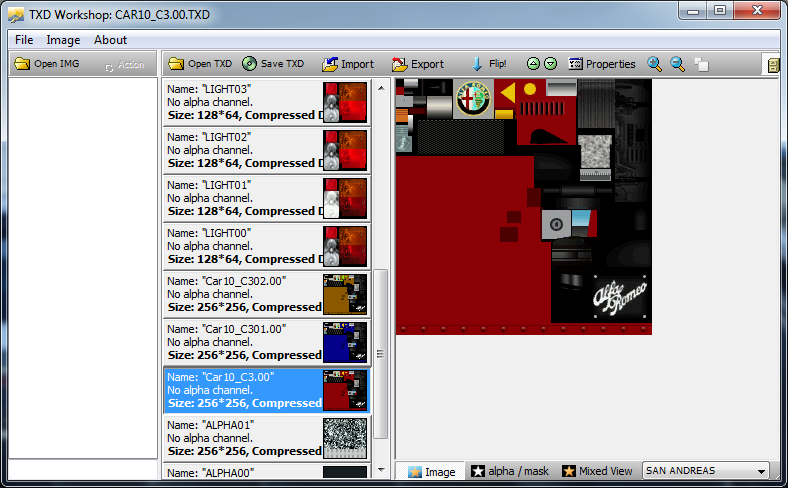 TXD Workshop: CAR10_C3.00.TXD
File Image About
Open IMG Action Open TXD Save TXD Import Export Flip! Properties
Name: "LIGHT03"
No alpha channel.
Size: 128*64, Compressed D
Name: "LIGHT02"
No alpha channel.
Size: 128*64, Compressed D
Name: "LIGHT01"
No alpha channel.
Size: 128*64, Compressed D
Name: "LIGHT00"
No alpha channel.
Size: 128*64, Compressed D
Name: "Car10_C302.00"
No alpha channel.
Size: 256*256, Compressed
Name: "Car10_C301.00"
No alpha channel.
Size: 256*256, Compressed
Name: "Car10_C3.00"
No alpha channel.
Size: 256*256, Compressed
Name: "ALPHA01"
No alpha channel.
Size: 256*256, Compressed
Name: "ALPHA00"
Alfa
Romeo
Image alpha / mask Mixed View SAN ANDREAS